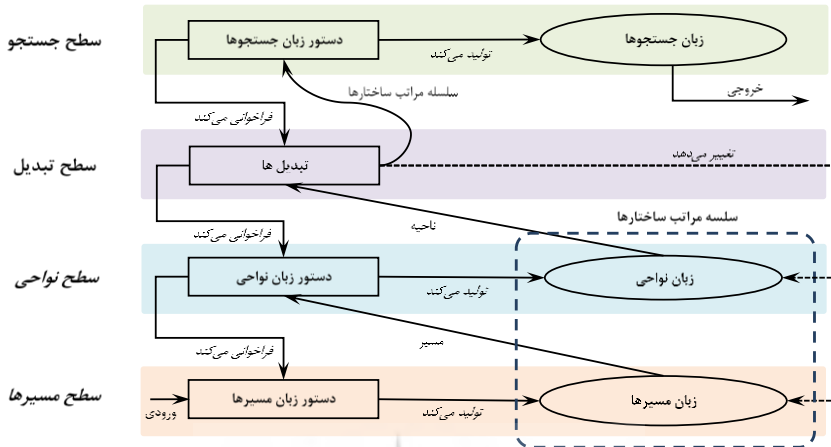 سطح جستجو
دستور زبان جستجوها
تولید می‌کند
زبان جستجوها
سلسله مراتب ساختارها
خروجی
فراخوانی می‌کند
سطح تبدیل
تبدیل ها
تغییر می‌دهد
سلسه مراتب ساختارها
ناحیه
فراخوانی می‌کند
سطح نواحی
دستور زبان نواحی
تولید می‌کند
زبان نواحی
مسیر
فراخوانی می‌کند
سطح مسیرها
ورودی
دستور زبان مسیرها
تولید می‌کند
زبان مسیرها